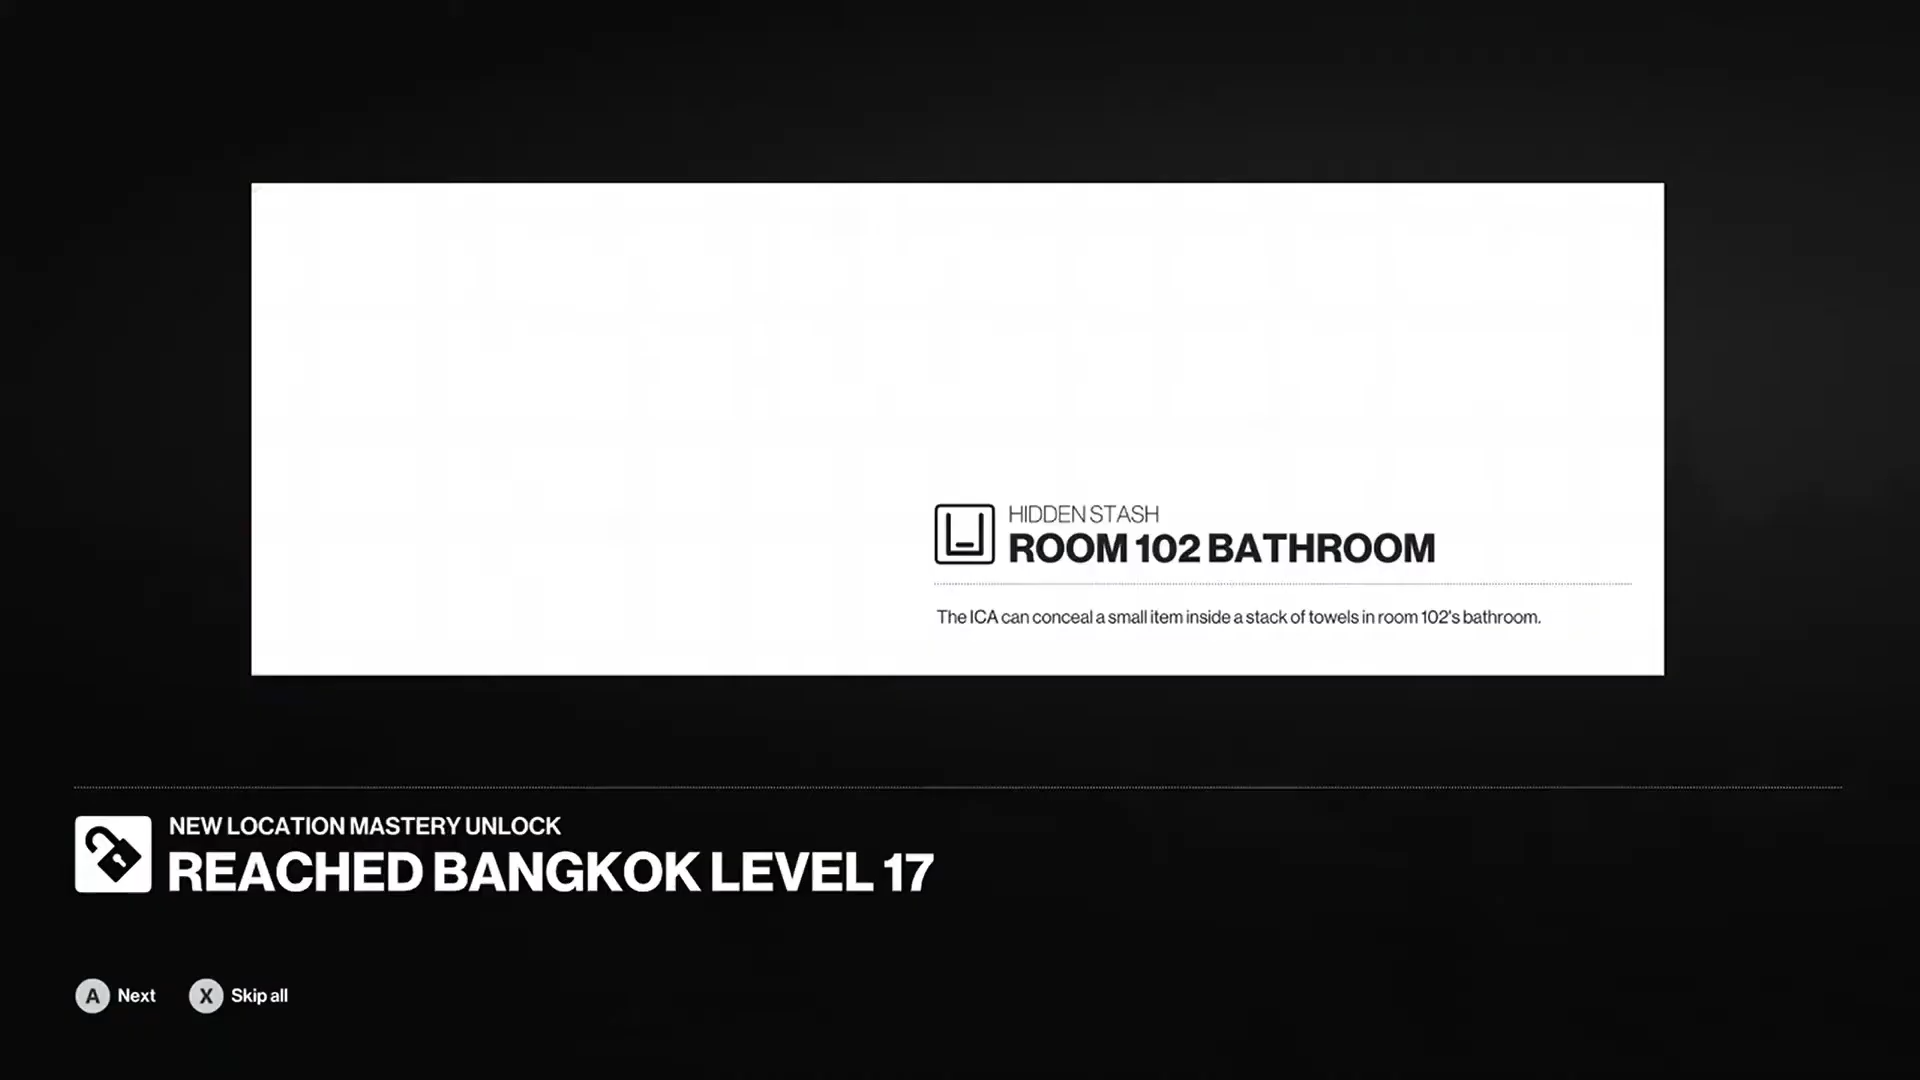 HIDDEN STASH
ROOM 102 BATHROOM
The ICA can conceal a small item inside a stack of towels in room 102's bathroom.
NEW LOCATION MASTERY UNLOCK
REACHED BANGKOK LEVEL 17
A Next X Skip all